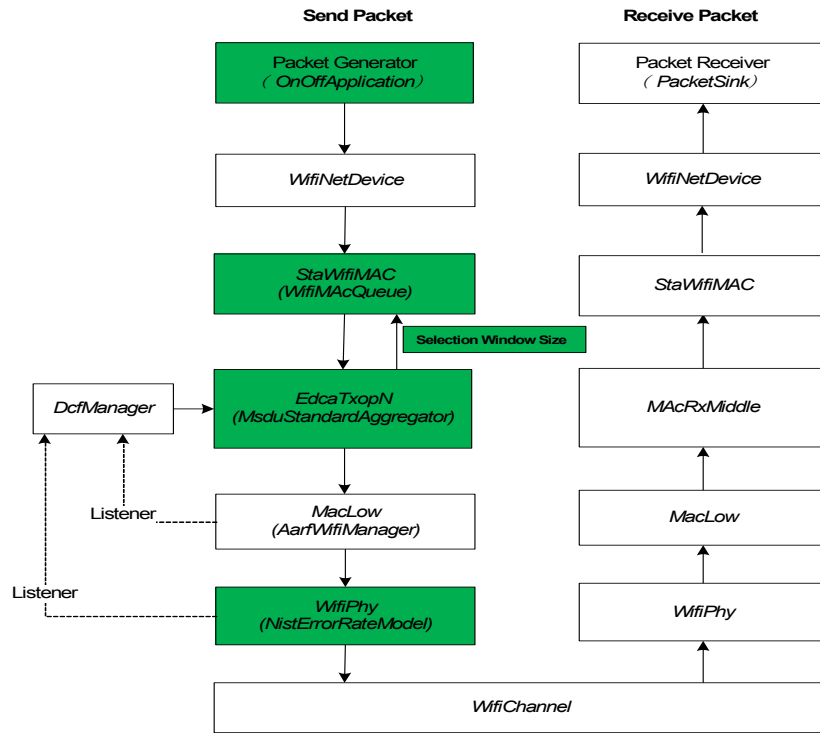 Send Packet
Receive Packet
Packet Generator
( OnOffApplication)
Packet Receiver
( PacketSink)
WifiNetDevice
WifiNetDevice
StaWifiMAC
(WifiMAcQueue)
StaWifiMAC
Selection Window Size
EdcaTxopN
(MsduStandardAggregator)
DcfManager
MAcRxMiddle
Listener
MacLow
(AarfWifiManager)
MacLow
Listener
WifiPhy
(NistErrorRateModel)
WifiPhy
WifiChannel